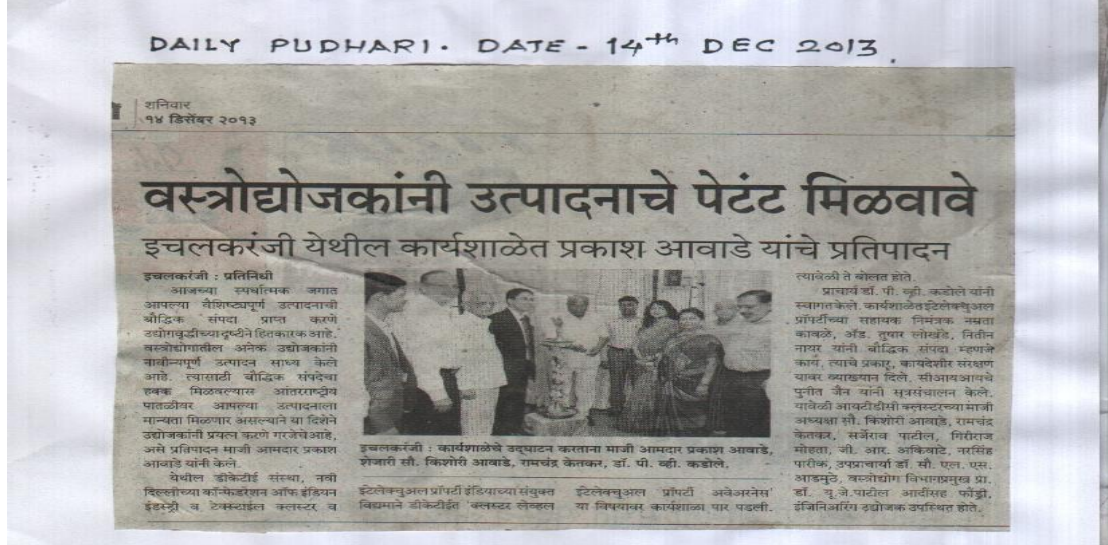 DAILY PUDHARI. DATE - 14th DEC 2013
शनिवार
१४ डिसेंबर २०१३
वस्त्रोद्योजकांनी उत्पादनाचे पेटंट मिळवावे
इचलकरंजी येथील कार्यशाळेत प्रकाश आवाडे यांचे प्रतिपादन
इचलकरंजी : प्रतिनिधी
आजच्या स्पर्धात्मक जगात
आपल्या वैशिष्ट्यपूर्ण उत्पादनाची
बौद्धिक संपदा प्राप्त करणे
उद्योगवृद्धीच्यादृष्टीने हितकारक आहे.
वस्त्रोद्योगातील अनेक उद्योजकांनी
नावीन्यपूर्ण उत्पादन साध्य केले
आहे. त्यासाठी बौद्धिक संपदेचा
हक्क मिळवल्यास आंतरराष्ट्रीय
पातळीवर आपल्या उत्पादनाला
मान्यता मिळणार असल्याने या दिशेने
उद्योजकांनी प्रयत्न करणे गरजेचे आहे,
असे प्रतिपादन माजी आमदार प्रकाश
आवाडे यांनी केले.
येथील डीकेटीई संस्था, नवी
दिल्लीच्या कॉन्फेडरेशन ऑफ इंडियन
इंडस्ट्री व टेक्स्टाईल क्लस्टर व
इचलकरंजी : कार्यशाळेचे उद्घाटन करताना माजी आमदार प्रकाश आवाडे,
शेजारी सौ. किशोरी आवाडे, रामचंद्र केतकर, डॉ. पी. व्ही. कडोले.
इंटेलेक्चुअल प्रॉपर्टी इंडियाच्या संयुक्त
विद्यमाने डीकेटीईत 'क्लस्टर लेव्हल
इंटेलेक्चुअल प्रॉपर्टी अवेअरनेस'
या विषयावर कार्यशाळा पार पडली.
त्यावेळी ते बोलत होते.
प्राचार्य डॉ. पी. व्ही. कडोले यांनी
स्वागत केले. कार्यशाळेत इंटेलेक्चुअल
प्रॉपर्टीच्या सहायक निमंत्रक नम्रता
कावळे, अ‍ॅड. तुषार लोखंडे, नितीन
नायर यांनी बौद्धिक संपदा म्हणजे
काय, त्याचे प्रकार, कायदेशीर संरक्षण
यावर व्याख्यान दिले. सीआयआयचे
पुनीत जैन यांनी सूत्रसंचालन केले.
यावेळी आयटीडीसी क्लस्टरच्या माजी
अध्यक्षा सौ. किशोरी आवाडे, रामचंद्र
केतकर, सर्जेराव पाटील, गिरीराज
मोहता, जी. आर. अकिवाटे, नरसिंह
पारीक, उपप्राचार्या डॉ. सौ. एल. एस.
आडमुठे, वस्त्रोद्योग विभागप्रमुख प्रा.
डॉ. यू. जे. पाटील आदींसह फौंड्री,
इंजिनिअरिंग उद्योजक उपस्थित होते.